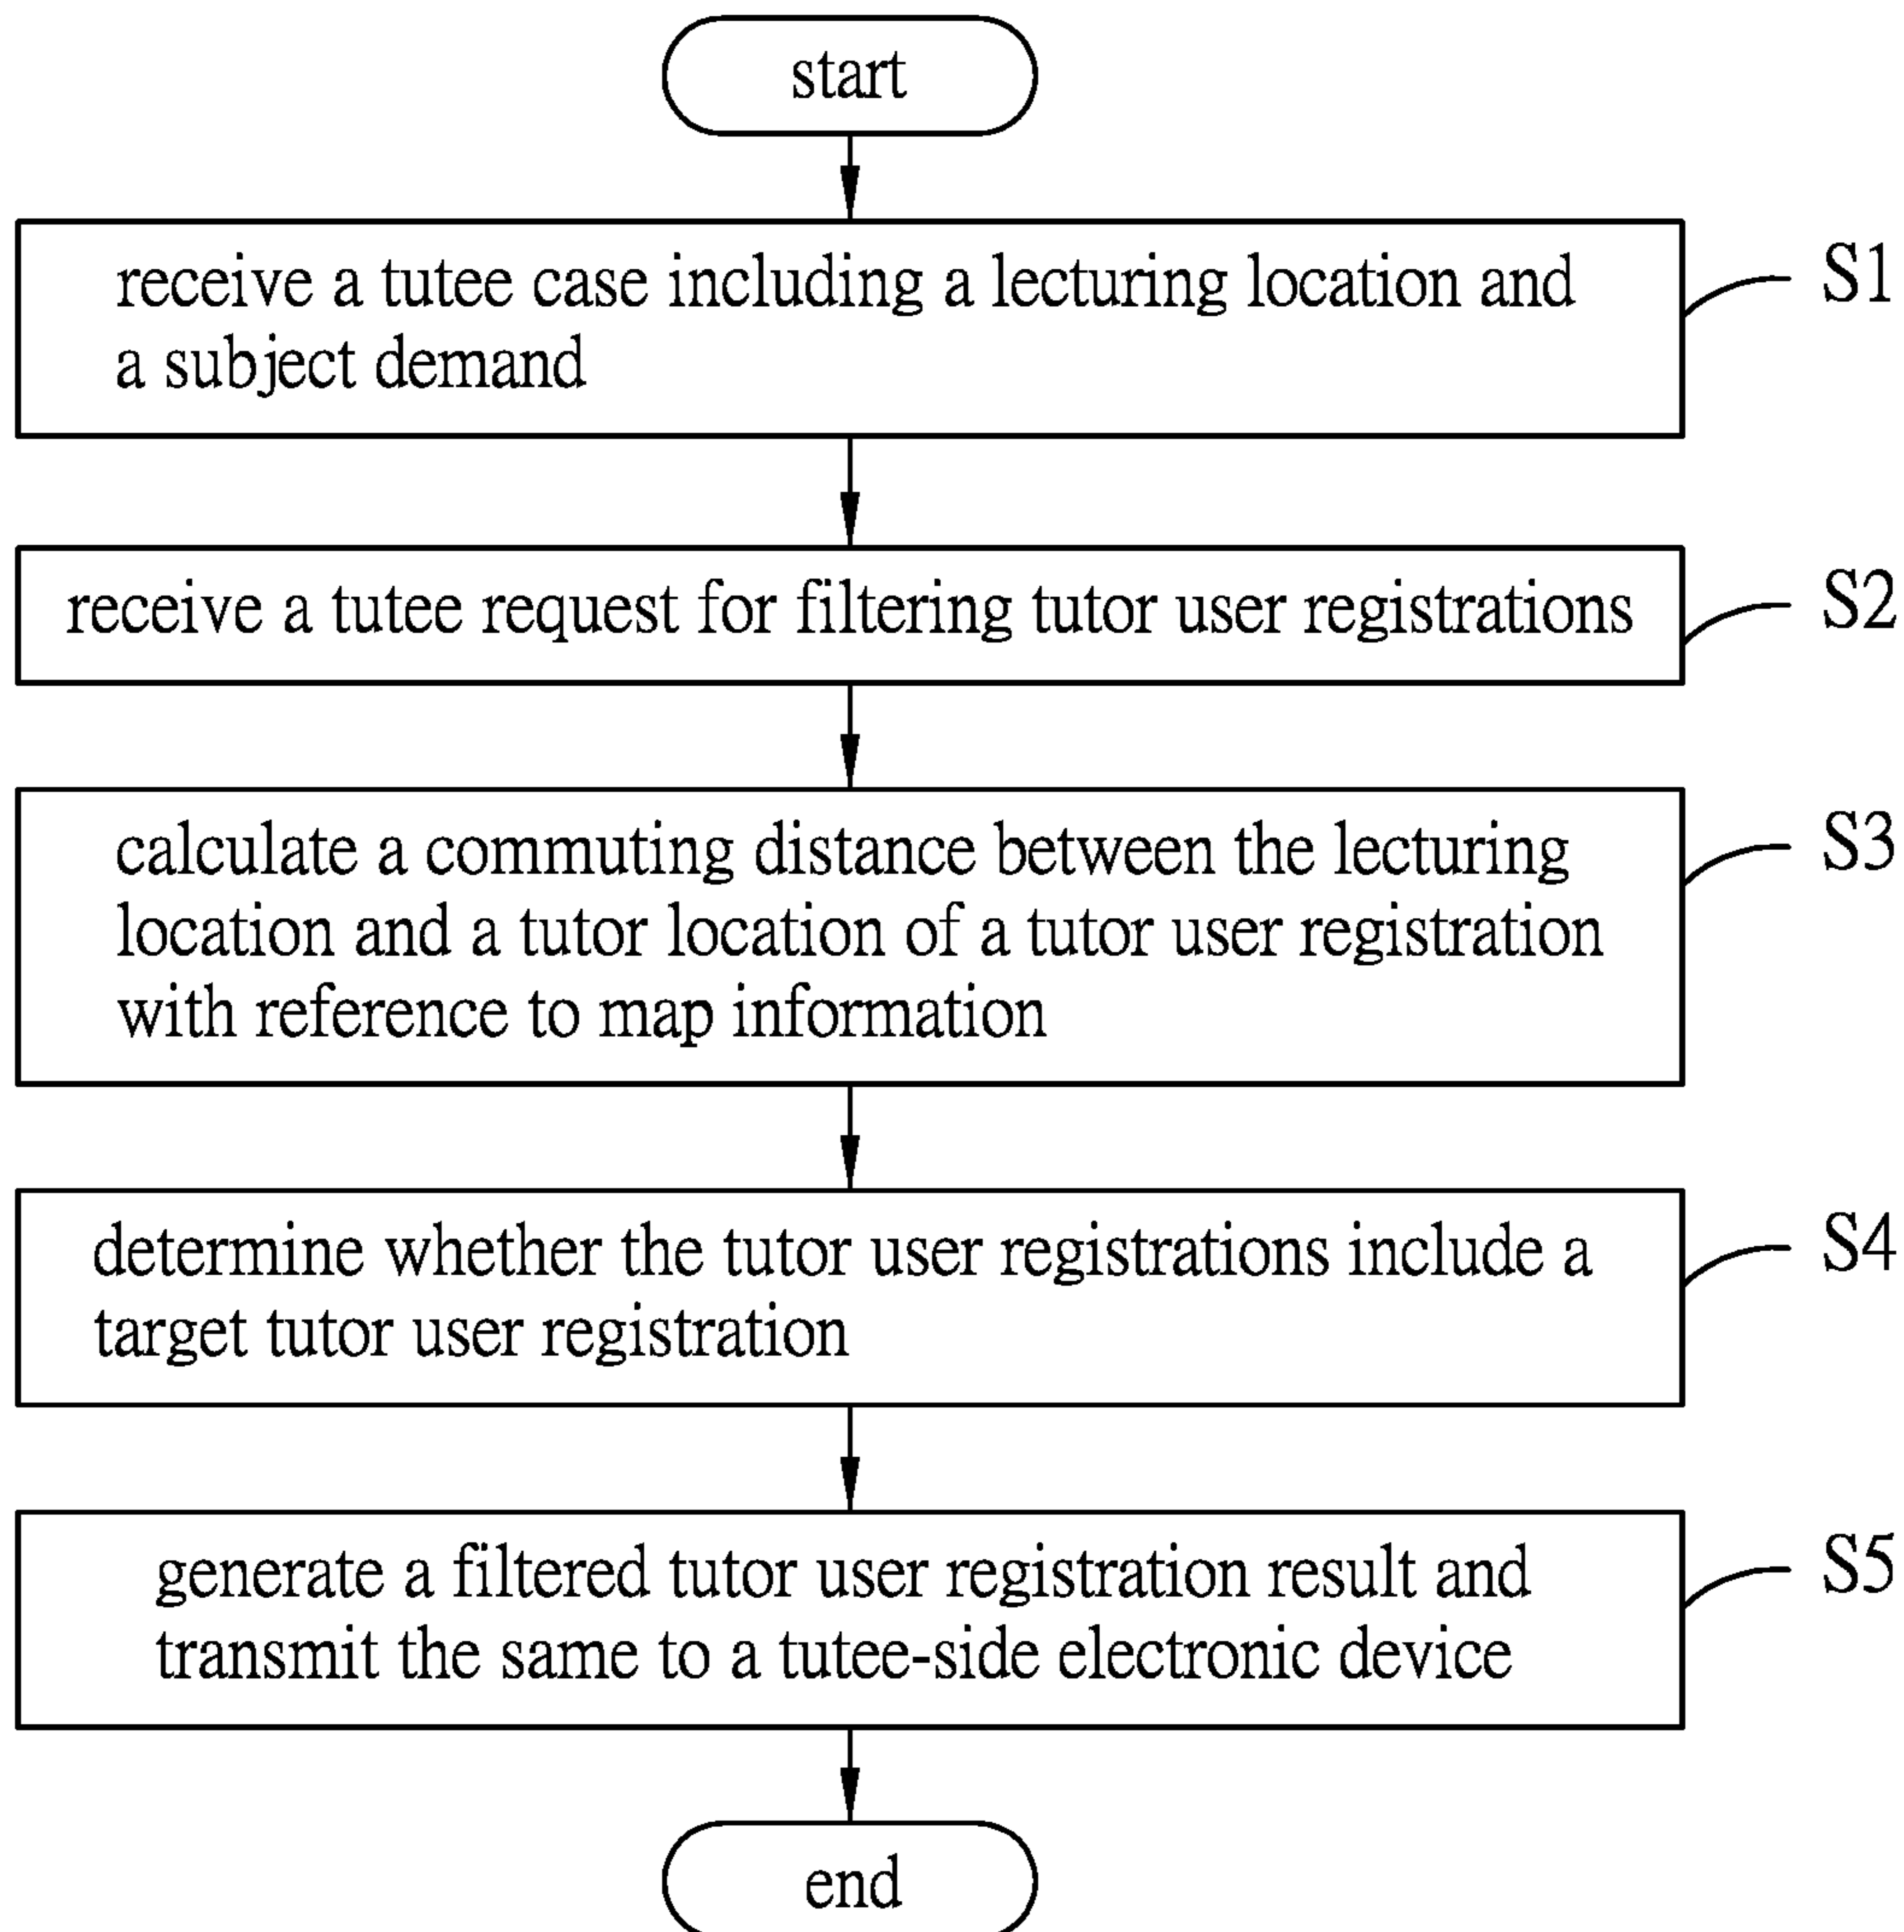 start
receive a tutee case including a lecturing location and
a subject demand
S1
receive a tutee request for filtering tutor user registrations
S2
calculate a commuting distance between the lecturing
location and a tutor location of a tutor user registration
with reference to map information
S3
determine whether the tutor user registrations include a
target tutor user registration
S4
generate a filtered tutor user registration result and
transmit the same to a tutee-side electronic device
S5
end